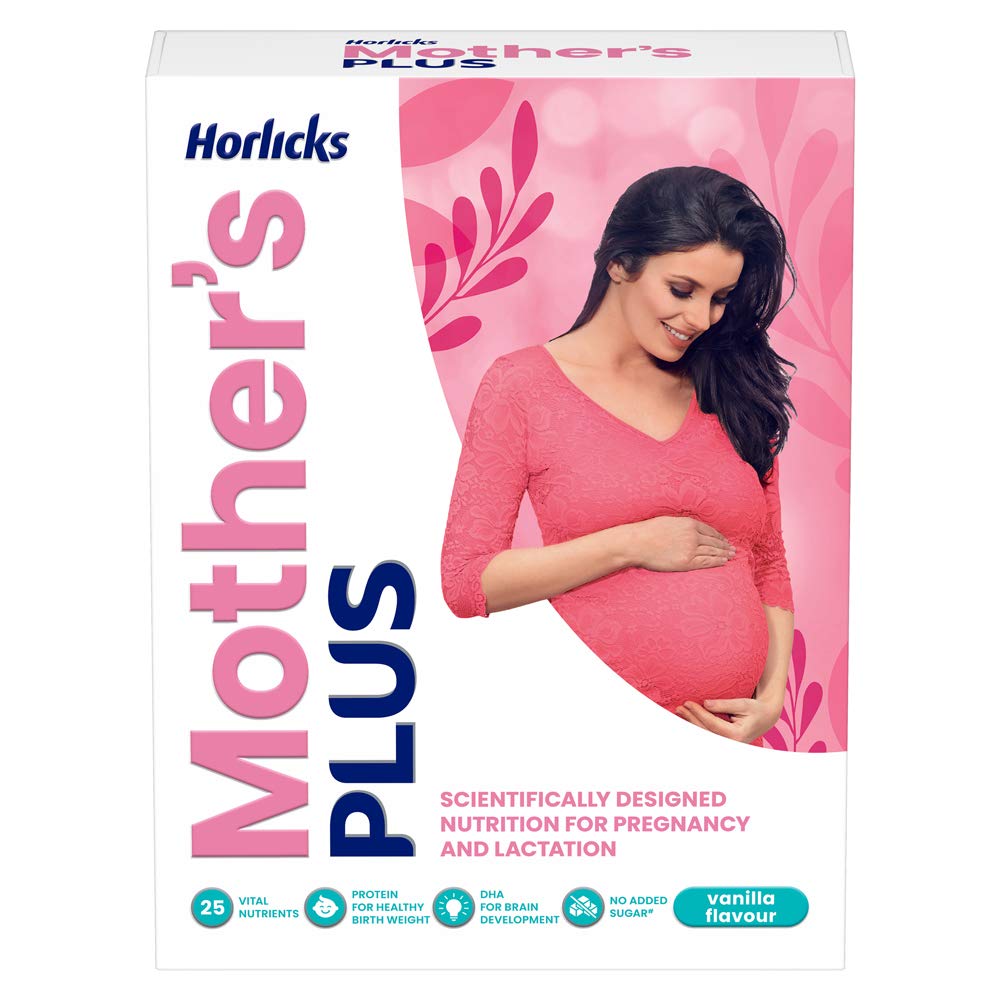 Horlicks
Mother's
PLUS
Horlicks
Mother's
PLUS
SCIENTIFICALLY DESIGNED
NUTRITION FOR PREGNANCY
AND LACTATION
25
VITAL
NUTRIENTS
PROTEIN
FOR HEALTHY
BIRTH WEIGHT
DHA
FOR BRAIN
DEVELOPMENT
NO ADDED
SUGAR#
vanilla
flavour